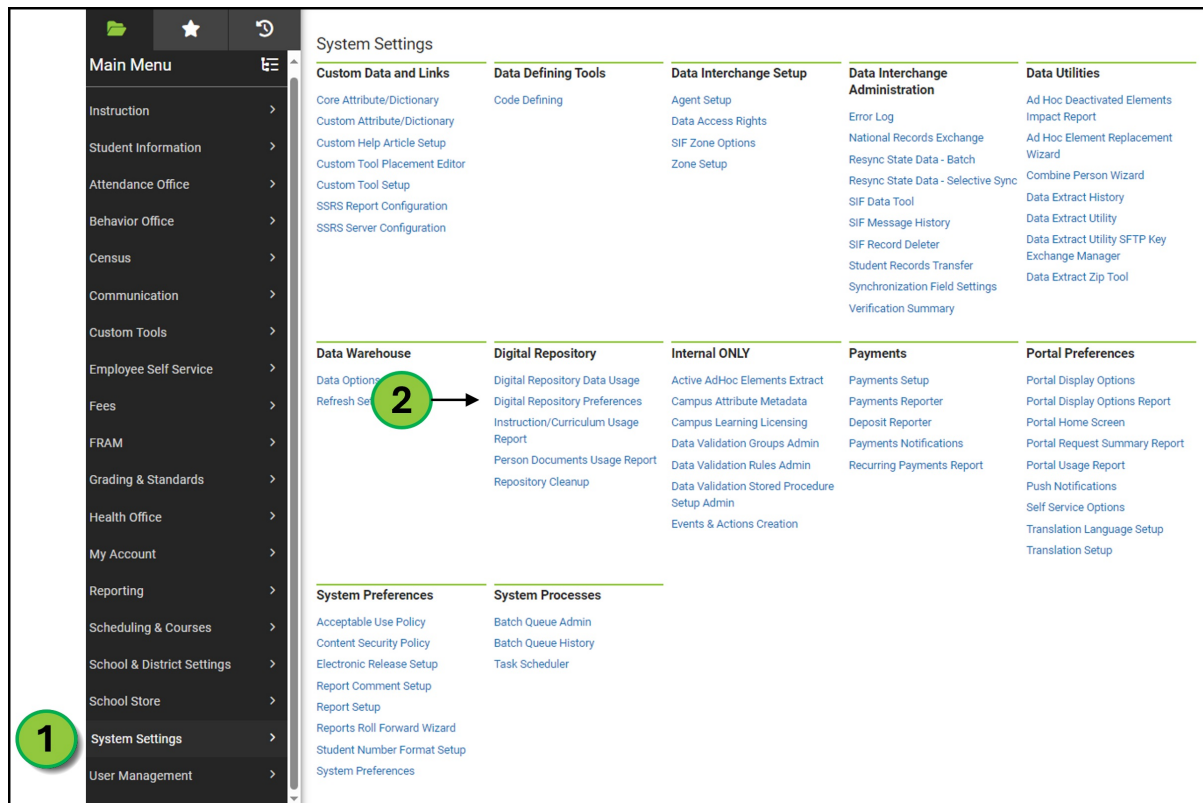 Main Menu
Instruction
Student Information
Attendance Office
Behavior Office
Census
Communication
Custom Tools
Employee Self Service
Fees
FRAM
Grading & Standards
Health Office
My Account
Reporting
Scheduling & Courses
School & District Settings
School Store
1
System Settings
User Management
System Settings
Custom Data and Links
Core Attribute/Dictionary
Custom Attribute/Dictionary
Custom Help Article Setup
Custom Tool Placement Editor
Custom Tool Setup
SSRS Report Configuration
SSRS Server Configuration
Data Defining Tools
Code Defining
Data Interchange Setup
Agent Setup
Data Access Rights
SIF Zone Options
Zone Setup
Data Interchange
Administration
Error Log
National Records Exchange
Resync State Data - Batch
Resync State Data - Selective Sync
SIF Data Tool
SIF Message History
SIF Record Deleter
Student Records Transfer
Synchronization Field Settings
Verification Summary
Data Utilities
Ad Hoc Deactivated Elements
Impact Report
Ad Hoc Element Replacement
Wizard
Combine Person Wizard
Data Extract History
Data Extract Utility
Data Extract Utility SFTP Key
Exchange Manager
Data Extract Zip Tool
Data Warehouse
Data Options
Refresh
2
Digital Repository
Digital Repository Data Usage
Digital Repository Preferences
Instruction/Curriculum Usage
Report
Person Documents Usage Report
Repository Cleanup
Internal ONLY
Active AdHoc Elements Extract
Campus Attribute Metadata
Campus Learning Licensing
Data Validation Groups Admin
Data Validation Rules Admin
Data Validation Stored Procedure
Setup Admin
Events & Actions Creation
Payments
Payments Setup
Payments Reporter
Deposit Reporter
Payments Notifications
Recurring Payments Report
Portal Preferences
Portal Display Options
Portal Display Options Report
Portal Home Screen
Portal Request Summary Report
Portal Usage Report
Push Notifications
Self Service Options
Translation Language Setup
Translation Setup
System Preferences
Acceptable Use Policy
Content Security Policy
Electronic Release Setup
Report Comment Setup
Report Setup
Reports Roll Forward Wizard
Student Number Format Setup
System Preferences
System Processes
Batch Queue Admin
Batch Queue History
Task Scheduler